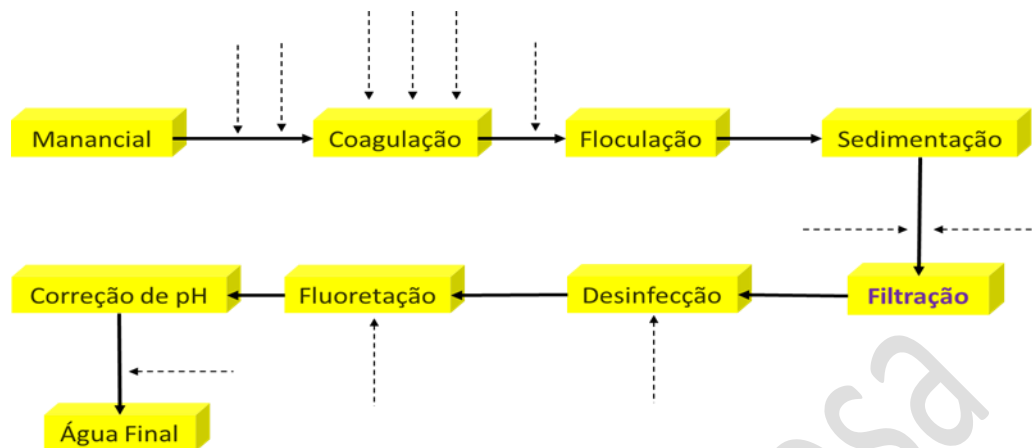 Manancial
Coagulação
Floculação
Sedimentação
Correção de pH
Fluoretação
Desinfecção
Filtração
Água Final